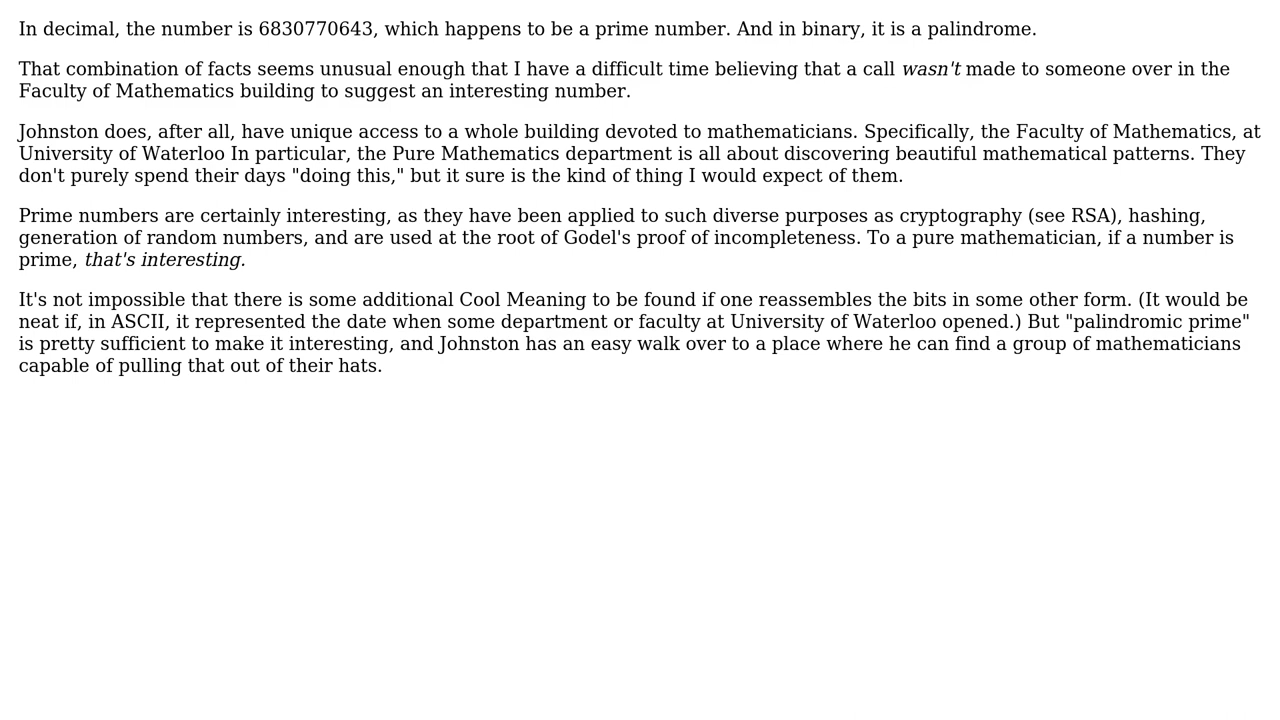 In decimal, the number is 6830770643, which happens to be a prime number. And in binary, it is a palindrome.
That combination of facts seems unusual enough that I have a difficult time believing that a call wasn't made to someone over in the
Faculty of Mathematics building to suggest an interesting number.
Johnston does, after all, have unique access to a whole building devoted to mathematicians. Specifically, the Faculty of Mathematics, at
University of Waterloo In particular, the Pure Mathematics department is all about discovering beautiful mathematical patterns. They
don't purely spend their days "doing this," but it sure is the kind of thing I would expect of them.
Prime numbers are certainly interesting, as they have been applied to such diverse purposes as cryptography (see RSA), hashing,
generation of random numbers, and are used at the root of Godel's proof of incompleteness. To a pure mathematician, if a number is
prime, that's interesting.
It's not impossible that there is some additional Cool Meaning to be found if one reassembles the bits in some other form. (It would be
neat if, in ASCII, it represented the date when some department or faculty at University of Waterloo opened.) But "palindromic prime"
is pretty sufficient to make it interesting, and Johnston has an easy walk over to a place where he can find a group of mathematicians
capable of pulling that out of their hats.